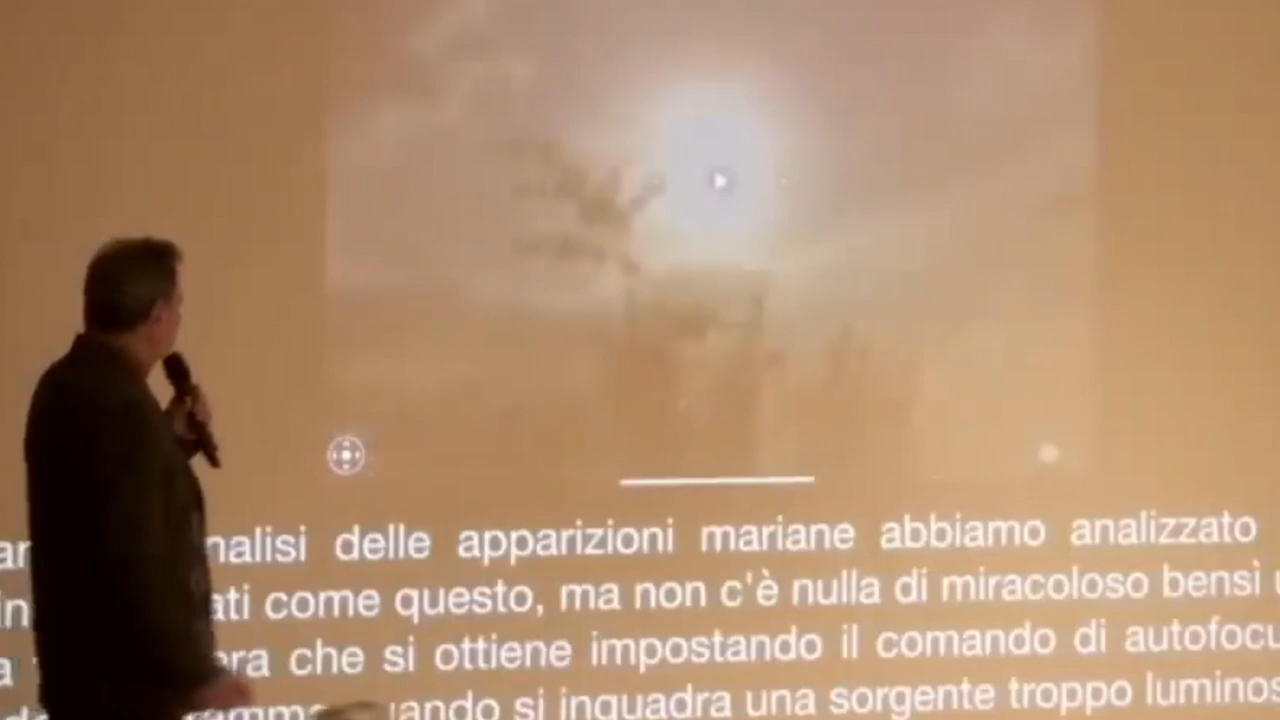 nalisi delle apparizioni mariane abbiamo analizzato
ati come questo, ma non c'è nulla di miracoloso bensì
che si ottiene impostando il comando di autofocu
uando si inquadra una sorgente troppo luminos